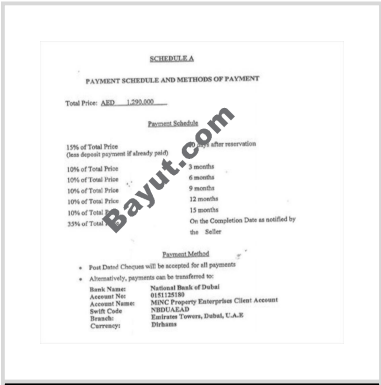 SCHEDULE A
PAYMENT SCHEDULE AND METHODS OF PAYMENT
Total Price: AED 1,290,000
Payment Schedule
15% of Total Price days after reservation
(less deposit payment if already paid)
10% of Total Price 3 months
10% of Total Price 6 months
10% of Total Price 9 months
10% of Total Price 12 months
10% of Total 15 months
35% of Total On the Completion Date as notified by
the Seller
Payment Method
• Post Dated Cheques will be accepted for all payments
• Alternatively, payments can be transferred to:
Bank Name: National Bank of Dubai
Account No: 0151125180
Account Name: MiNC Property Enterprises Client Account
Swift Code NBDUAEAD
Branch: Emirates Towers, Dubai, U.A.E
Currency: Dirhams
Bayut.com